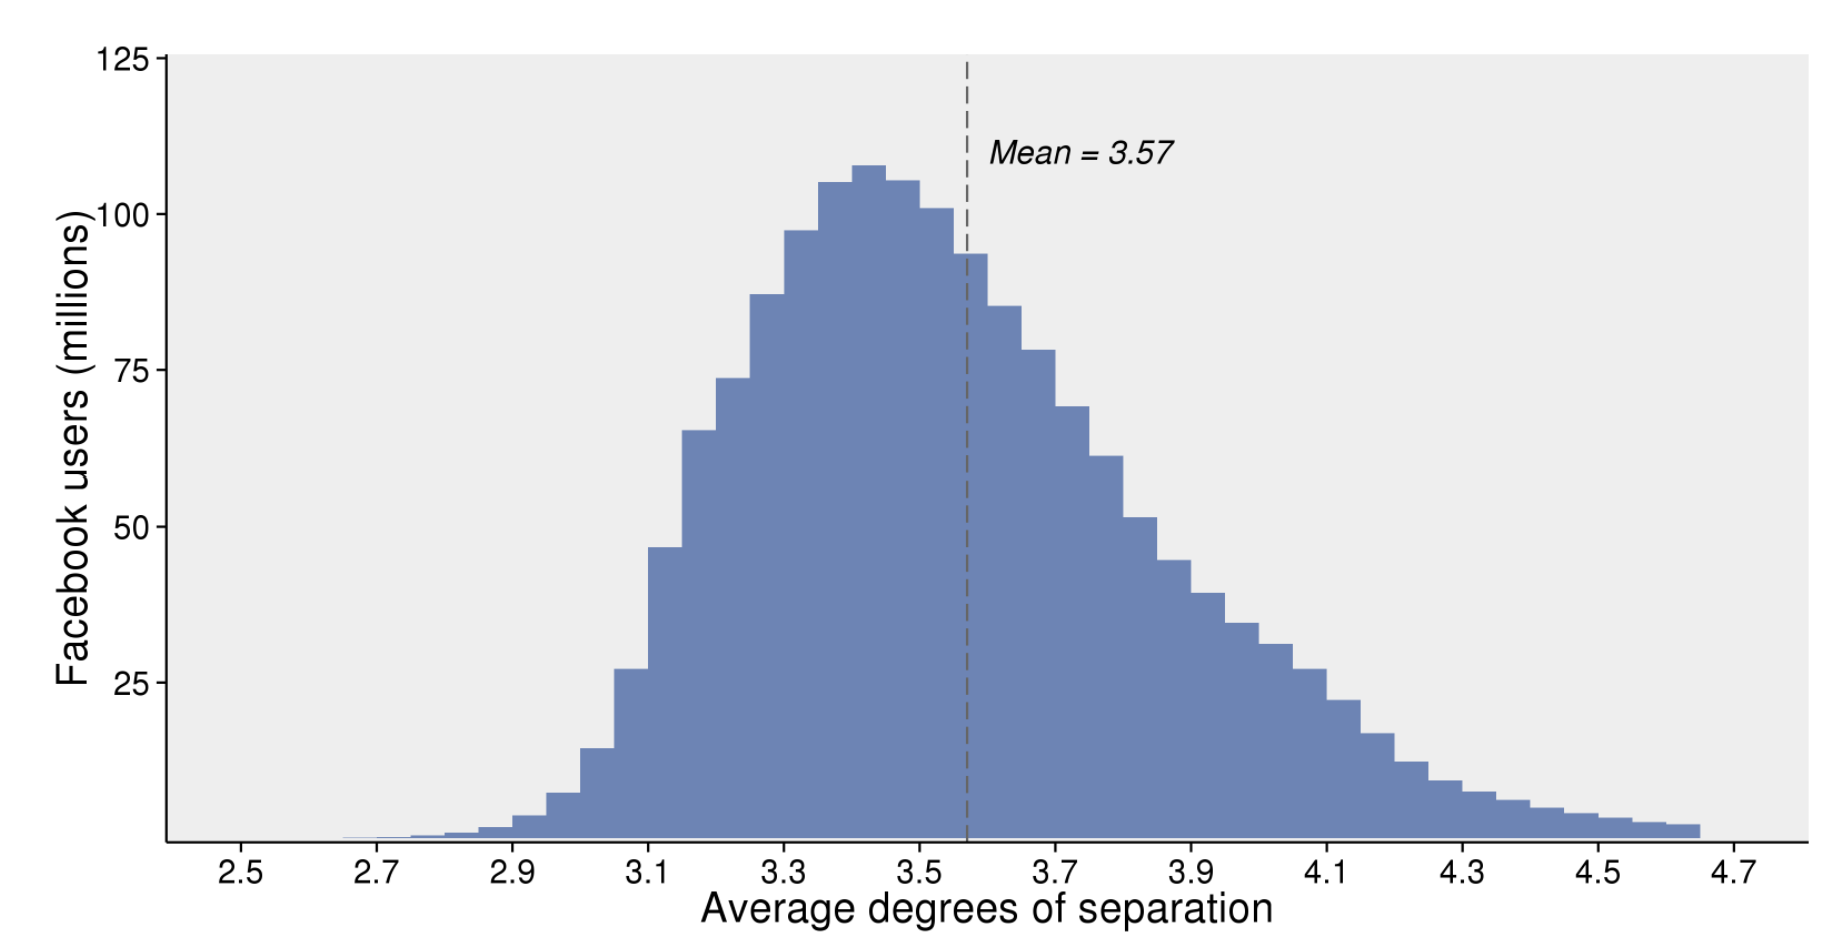 125
100
75
50
25
Facebook users (millions)
Mean = 3.57
2.5 2.7 2.9 3.1 3.3 3.5 3.7 3.9 4.1 4.3 4.5 4.7
Average degrees of separation